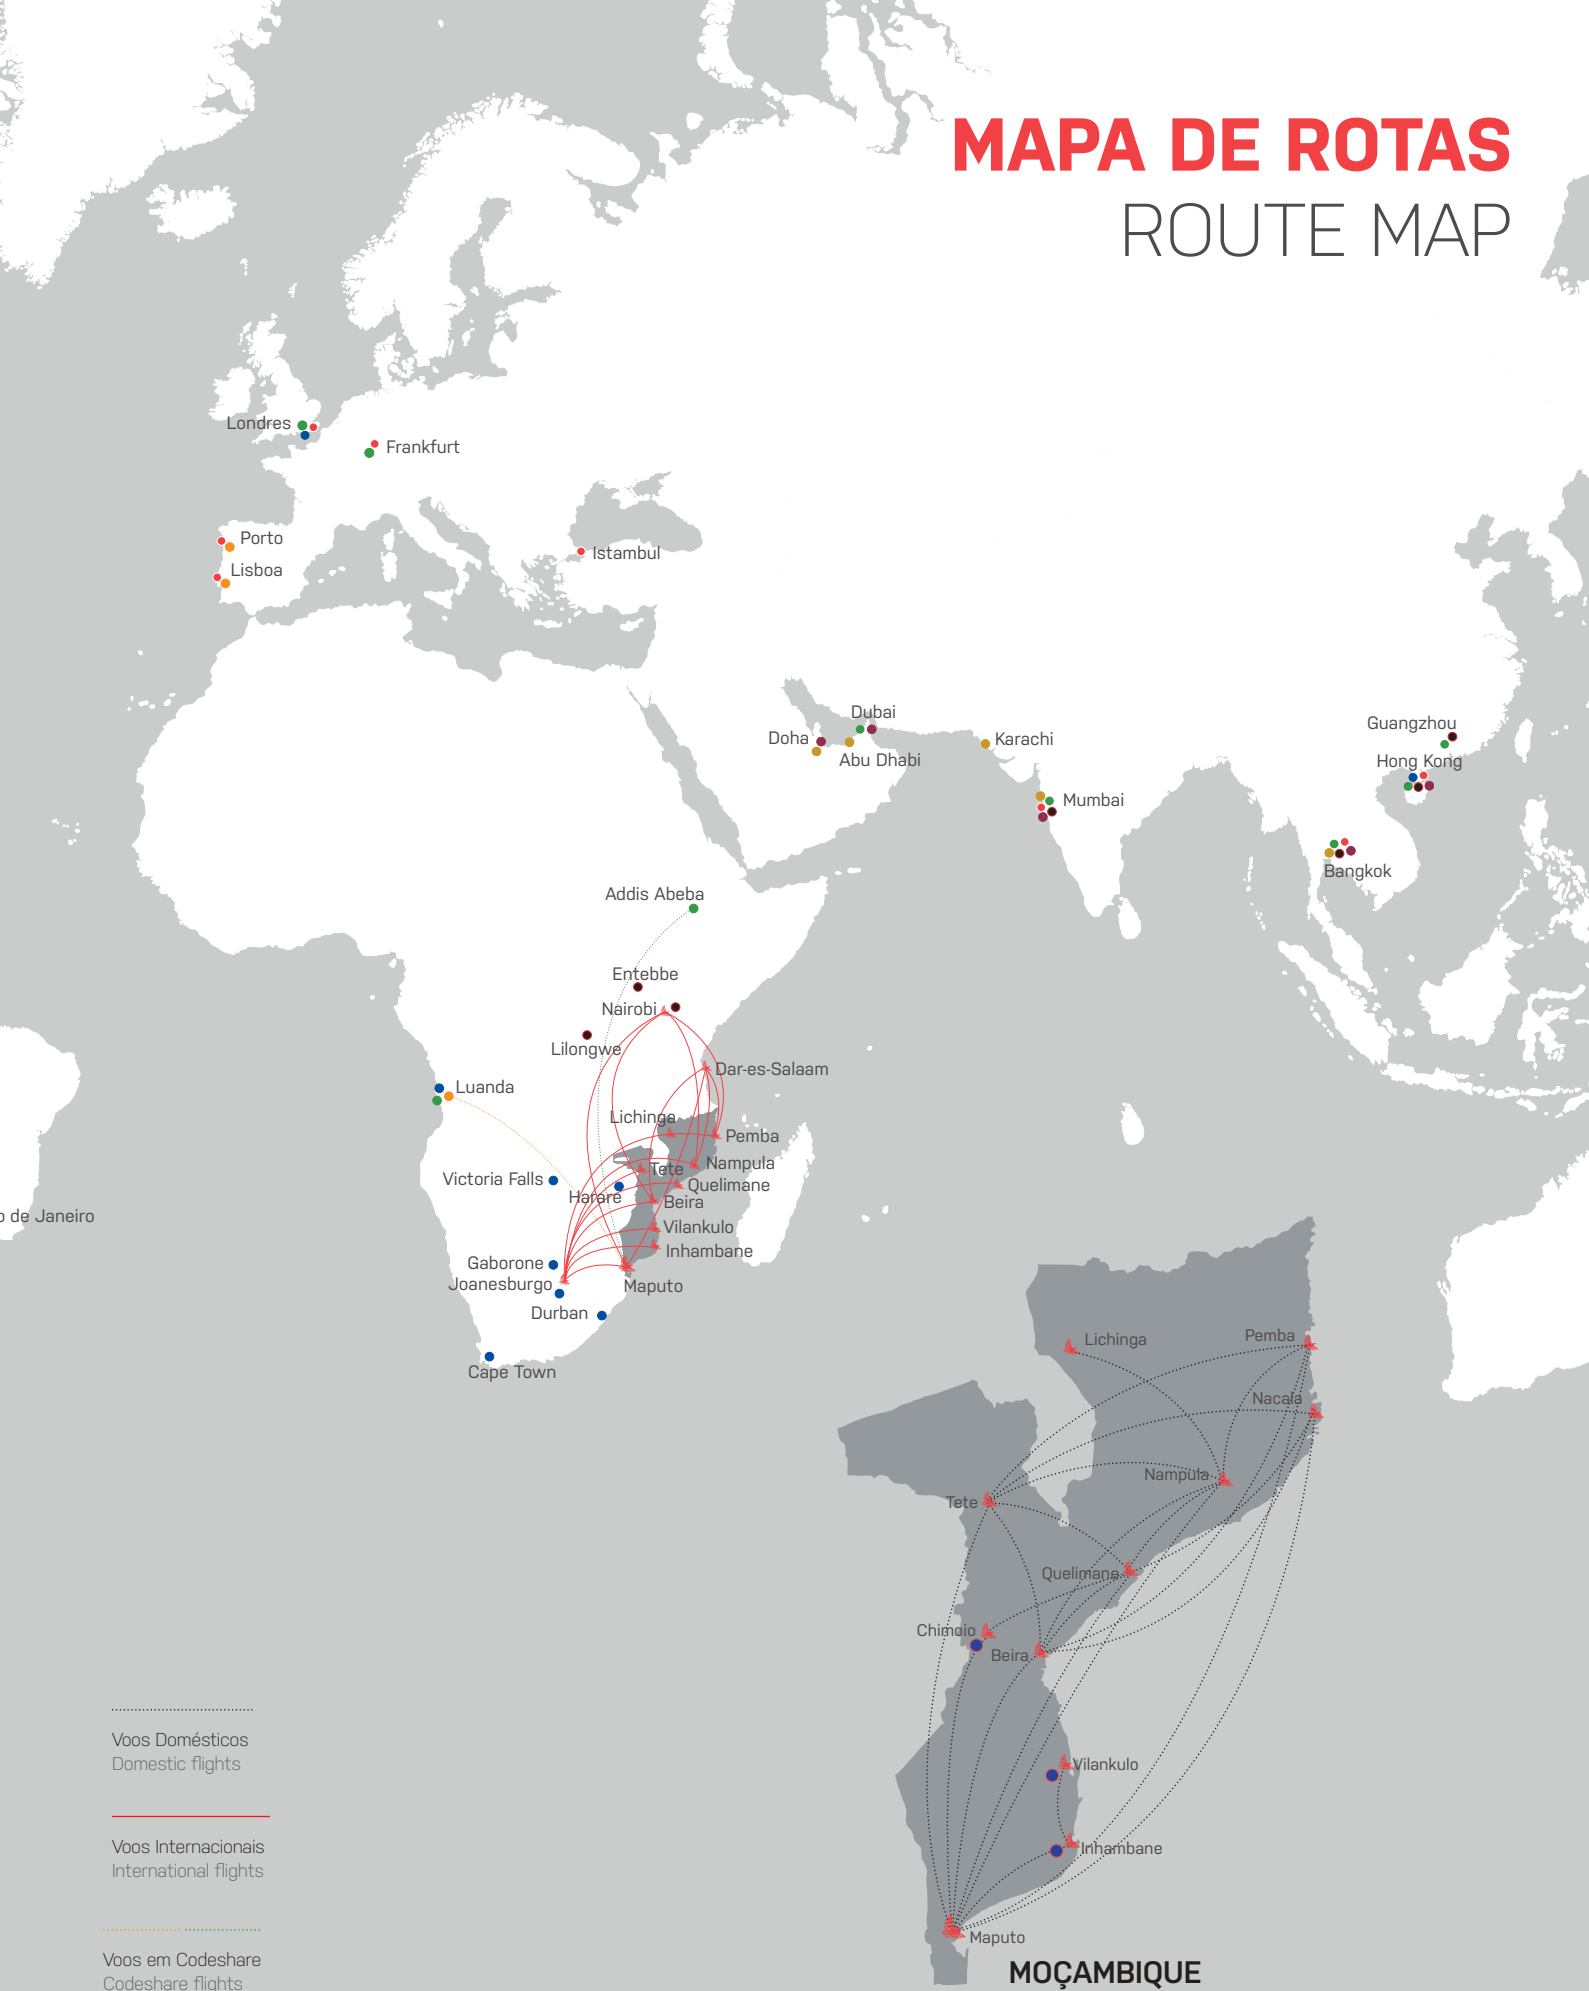 MAPA DE ROTAS
ROUTE MAP
Londres
Frankfurt
Porto
Lisboa
Istambul
Dubai
Doha
Abu Dhabi
Karachi
Mumbai
Guangzhou
Hong Kong
Bangkok
Addis Abeba
Entebbe
Nairobi
Lilongwe
Dar-es-Salaam
Luanda
Lichinga
Pemba
Nampula
Tete
Victoria Falls
Quelimane
Harare
Beira
o de Janeiro
Vilankulo
Inhambane
Gaborone
Joanesburgo
Maputo
Durban
Cape Town
Lichinga
Pemba
Nacala
Nampula
Tete
Quelimane
Chimoio
Beira
Vilankulo
Inhambane
Maputo
MOÇAMBIQUE
Voos Domésticos
Domestic flights
Voos Internacionais
International flights
Voos em Codeshare
Codeshare flights